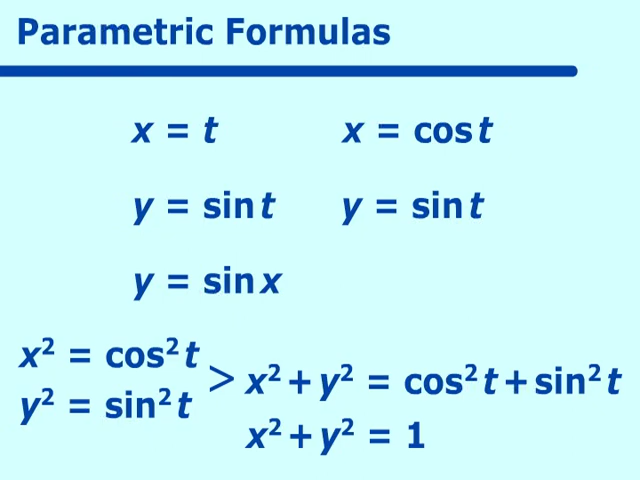 Parametric Formulas
x = t
x = cos t
y = sin t
y = sin t
y = sin x
x² = cos² t
y² = sin² t
>
x² + y² = cos² t + sin² t
x² + y² = 1